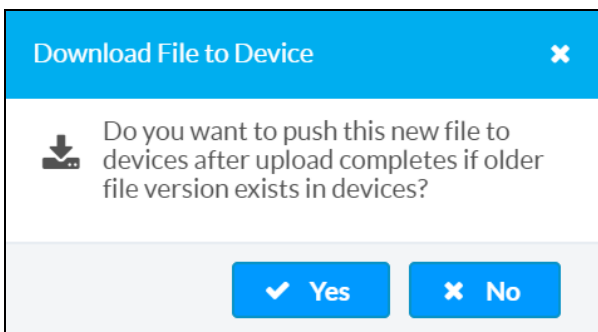 Download File to Device
Do you want to push this new file to
devices after upload completes if older
file version exists in devices?
Yes
No